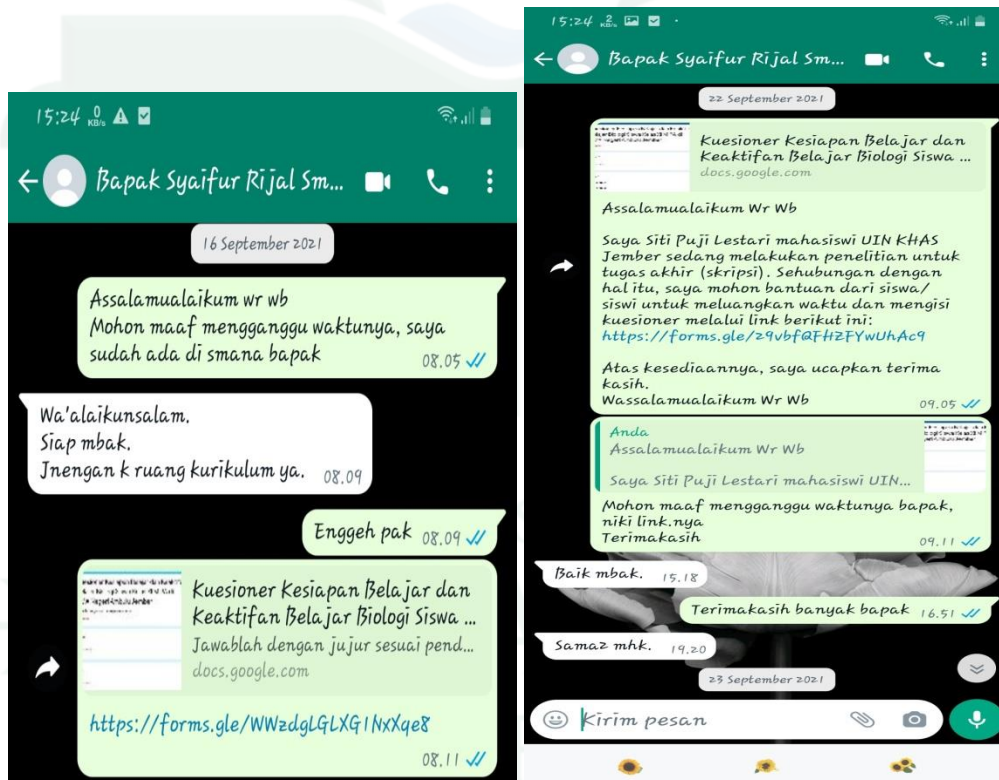 15:24 0 KB/s
Bapak Syaifur Rijal Sm...
16 September 2021
Assalamualaikum wr wb
Mohon maaf mengganggu waktunya, saya
sudah ada di smana bapak
08.05
Wa'alaikunsalam.
Siap mbak.
Jnengan k ruang kurikulum ya. 08.09
Enggeh pak 08.09
Kuesioner Kesiapan Belajar dan
Keaktifan Belajar Biologi Siswa ...
Jawablah dengan jujur sesuai pend...
docs.google.com
https://forms.gle/WWzdgLGLXG1NxXqe8
08.11
15:24 2 KB/s
Bapak Syaifur Rijal Sm...
22 September 2021
Kuesioner Kesiapan Belajar dan
Keaktifan Belajar Biologi Siswa ...
docs.google.com
Assalamualaikum Wr Wb
Saya Siti Puji Lestari mahasiswi UIN KHAS
Jember sedang melakukan penelitian untuk
tugas akhir (skripsi). Sehubungan dengan
hal itu, saya mohon bantuan dari siswa/
siswi untuk meluangkan waktu dan mengisi
kuesioner melalui link berikut ini:
https://forms.gle/z9vbfQFHZFYwUhAc9
Atas kesediaannya, saya ucapkan terima
kasih.
Wassalamualaikum Wr Wb
09.05
Anda
Assalamualaikum Wr Wb
Saya Siti Puji Lestari mahasiswi UIN...
Mohon maaf mengganggu waktunya bapak,
niki link.nya
Terimakasih
09.11
Baik mbak. 15.18
Terimakasih banyak bapak 16.51
Sama2 mbk. 19.20
23 September 2021
Kirim pesan